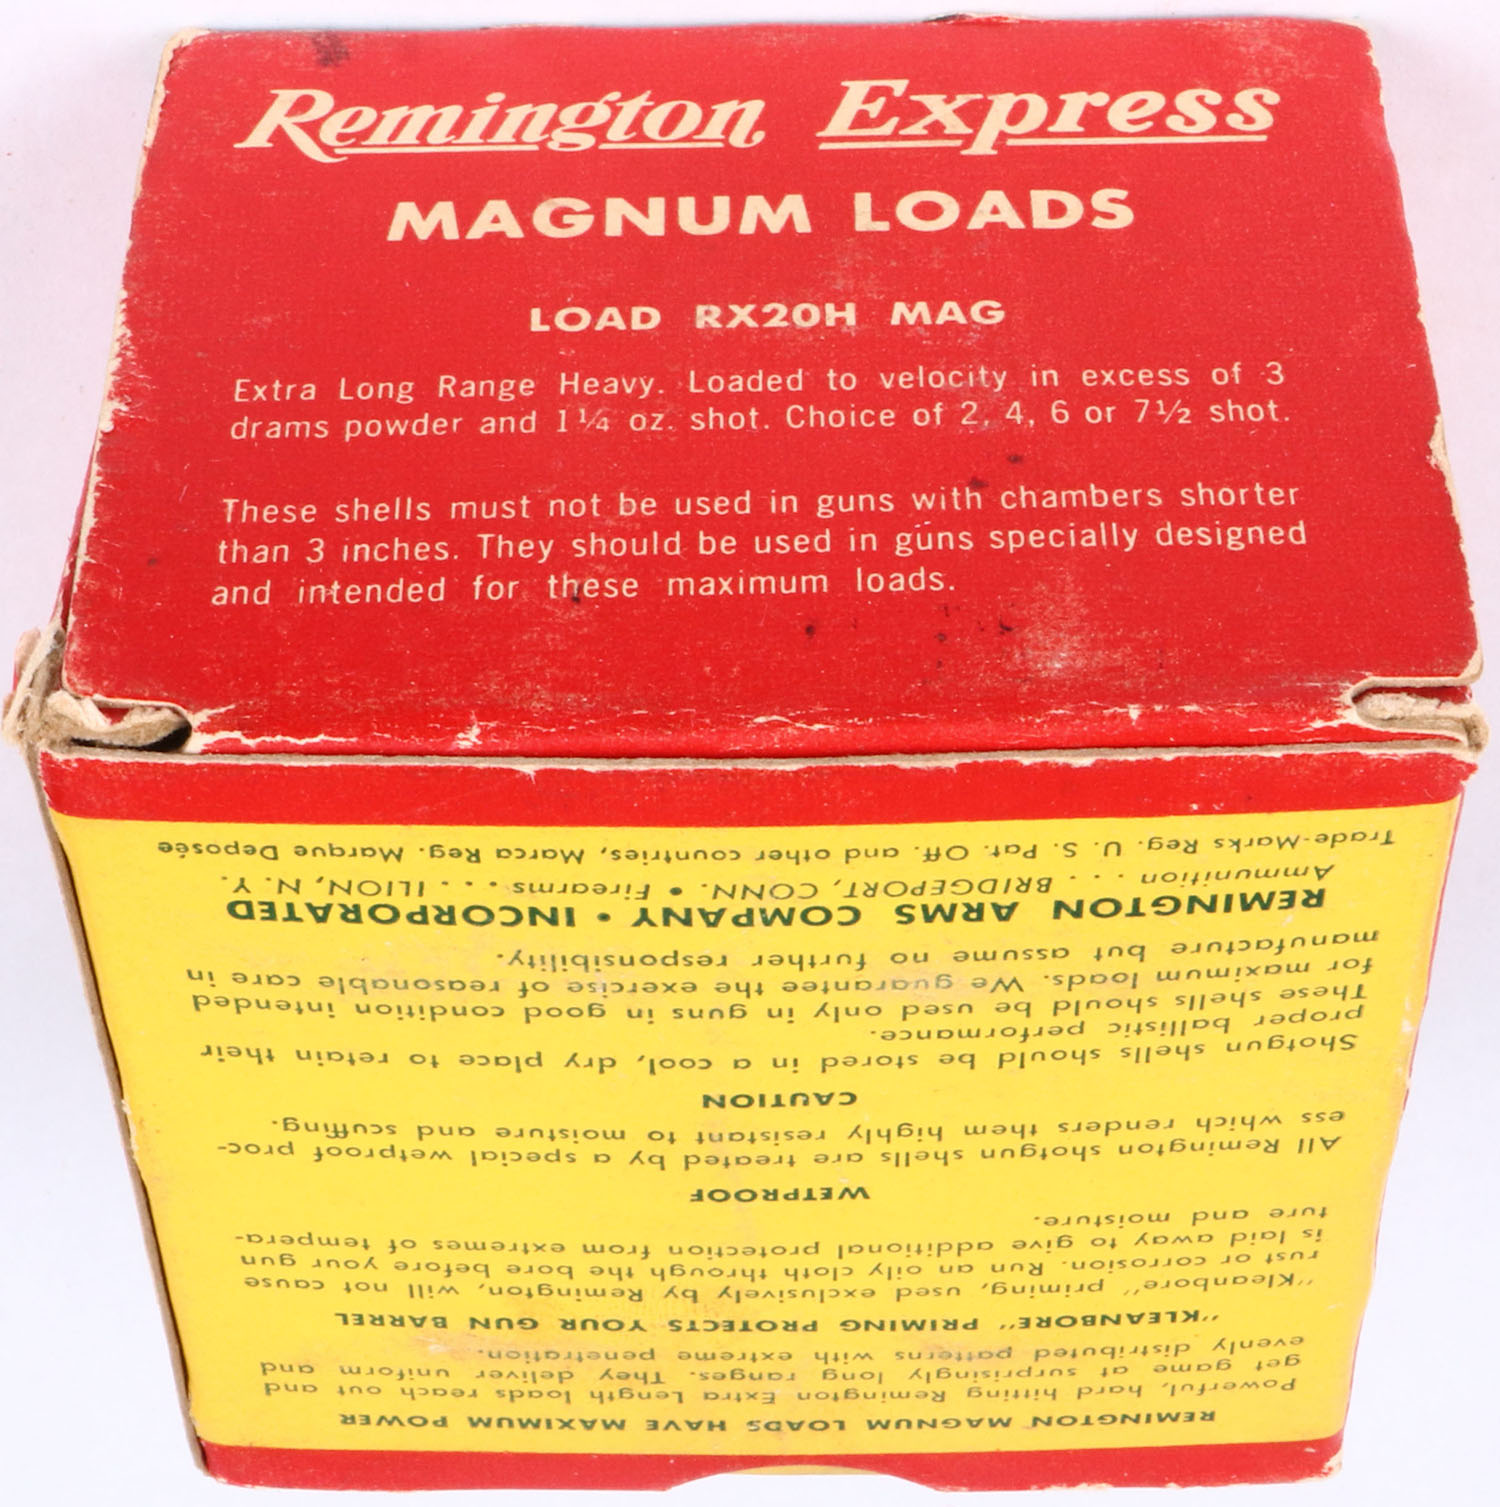 Remington Express
MAGNUM LOADS
LOAD RX20H MAG
Extra Long Range Heavy. Loaded to velocity in excess of 3
drams powder and 1¼ oz. shot. Choice of 2, 4, 6 or 7½ shot.
These shells must not be used in guns with chambers shorter
than 3 inches. They should be used in guns specially designed
and intended for these maximum loads.
REMINGTON MAGNUM LOADS HAVE MAXIMUM POWER
Powerful, hard hitting Remington Extra Length loads reach out and
get game at surprisingly long ranges. They deliver uniform and
evenly distributed patterns with extreme penetration.
"KLEANBORE" PRIMING PROTECTS YOUR GUN BARREL
"Kleanbore" priming, used exclusively by Remington, will not cause
rust or corrosion. Run an oily cloth through the bore before your gun
is laid away to give additional protection from extremes of tempera-
ture and moisture.
WETPROOF
All Remington shotgun shells are treated by a special wetproof proc-
ess which renders them highly resistant to moisture and scuffing.
CAUTION
Shotgun shells should be stored in a cool, dry place to retain their
proper ballistic performance.
These shells should be used only in guns in good condition intended
for maximum loads. We guarantee the exercise of reasonable care in
manufacture but assume no further responsibility.
REMINGTON ARMS COMPANY • INCORPORATED
Ammunition . . . BRIDGEPORT, CONN. • Firearms . . . ILION, N. Y.
Trade-Marks Reg. U. S. Pat. Off. and other countries, Marca Reg. Marque Deposée